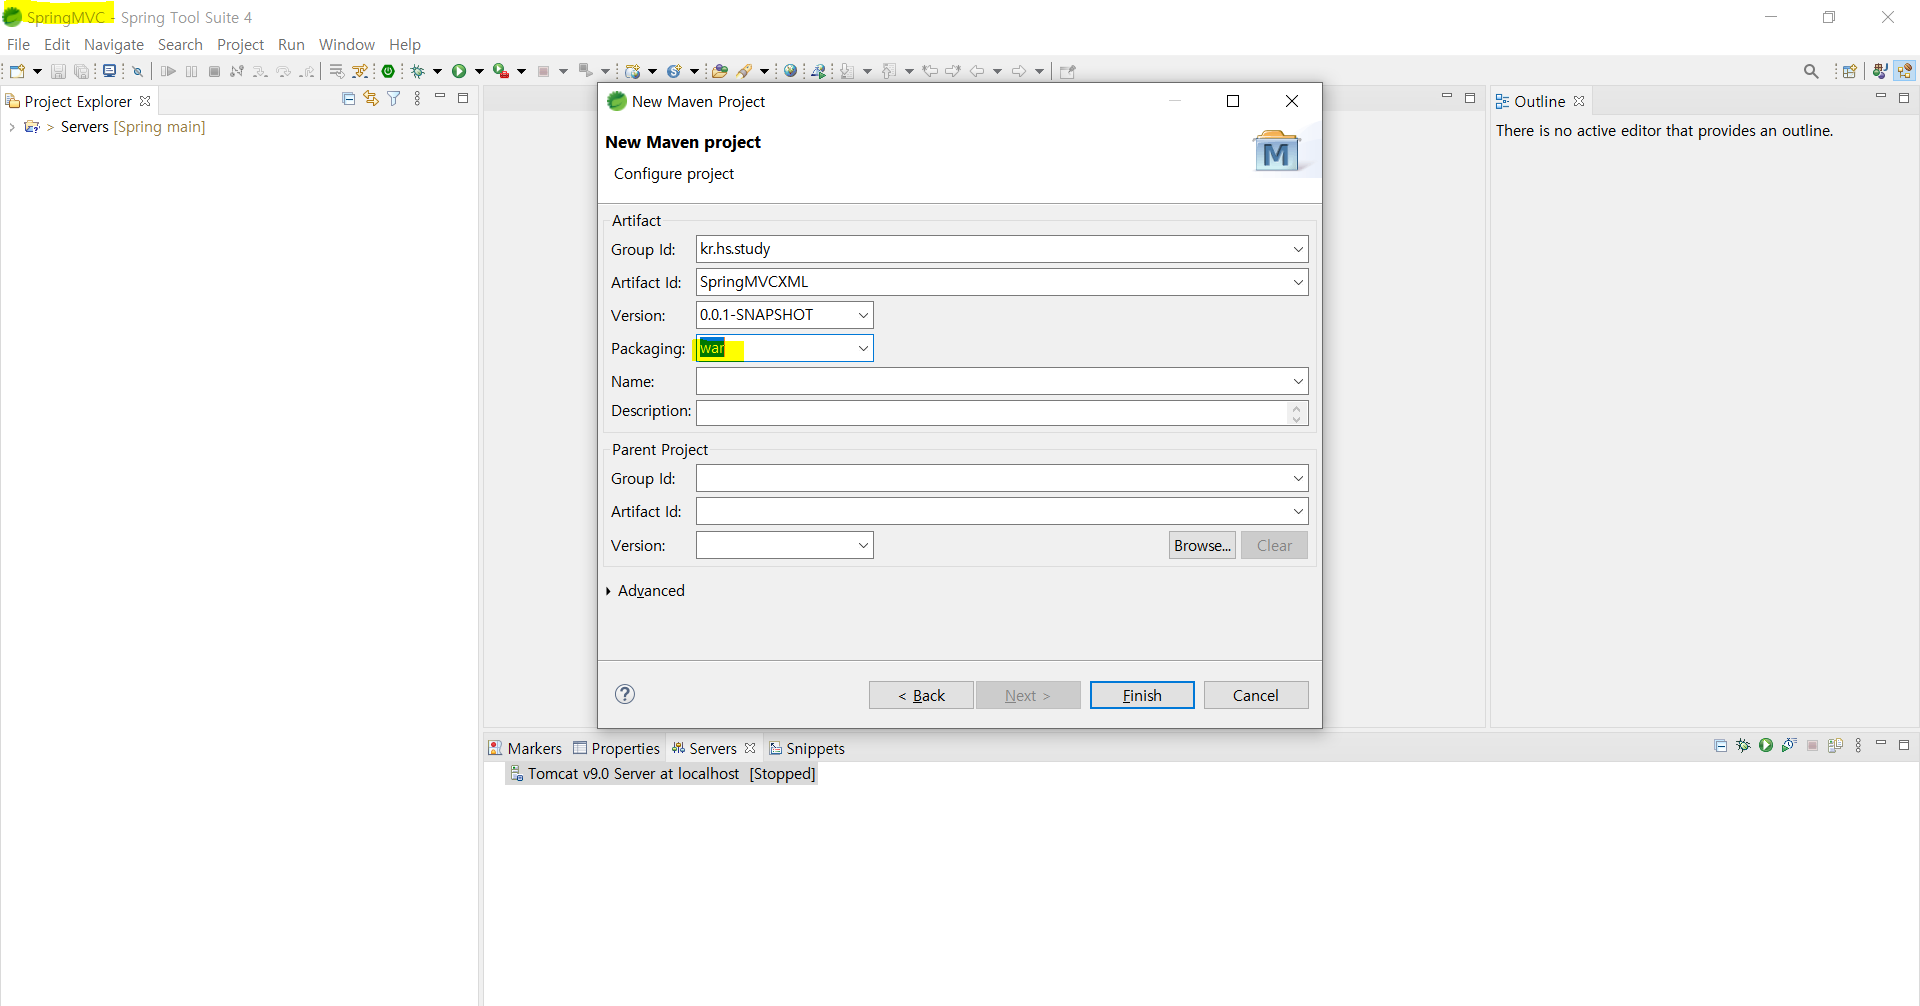 SpringMVC - Spring Tool Suite 4
File Edit Navigate Search Project Run Window Help
Project Explorer
> Servers [Spring main]
New Maven Project
New Maven project
Configure project
M
Artifact
Group Id: kr.hs.study
Artifact Id: SpringMVCXML
Version: 0.0.1-SNAPSHOT
Packaging: war
Name:
Description:
Parent Project
Group Id:
Artifact Id:
Version:
Browse... Clear
Advanced
< Back Next > Finish Cancel
Outline
There is no active editor that provides an outline.
Markers Properties Servers Snippets
Tomcat v9.0 Server at localhost [Stopped]